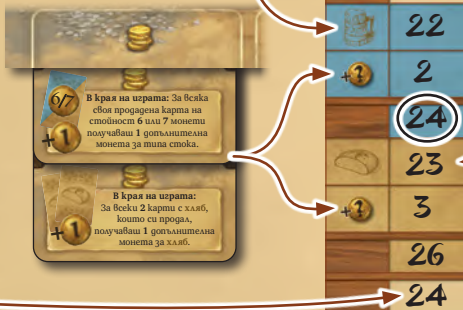 22
+?
2
6/7
+1
В края на играта: За всяка
своя продадена карта на
стойност 6 или 7 монети
получаваш 1 допълнителна
монета за типа стока.
24
23
+1
В края на играта:
За всеки 2 карти с хляб,
които си продал,
получаваш 1 допълнителна
монета за хляб.
+?
3
26
24